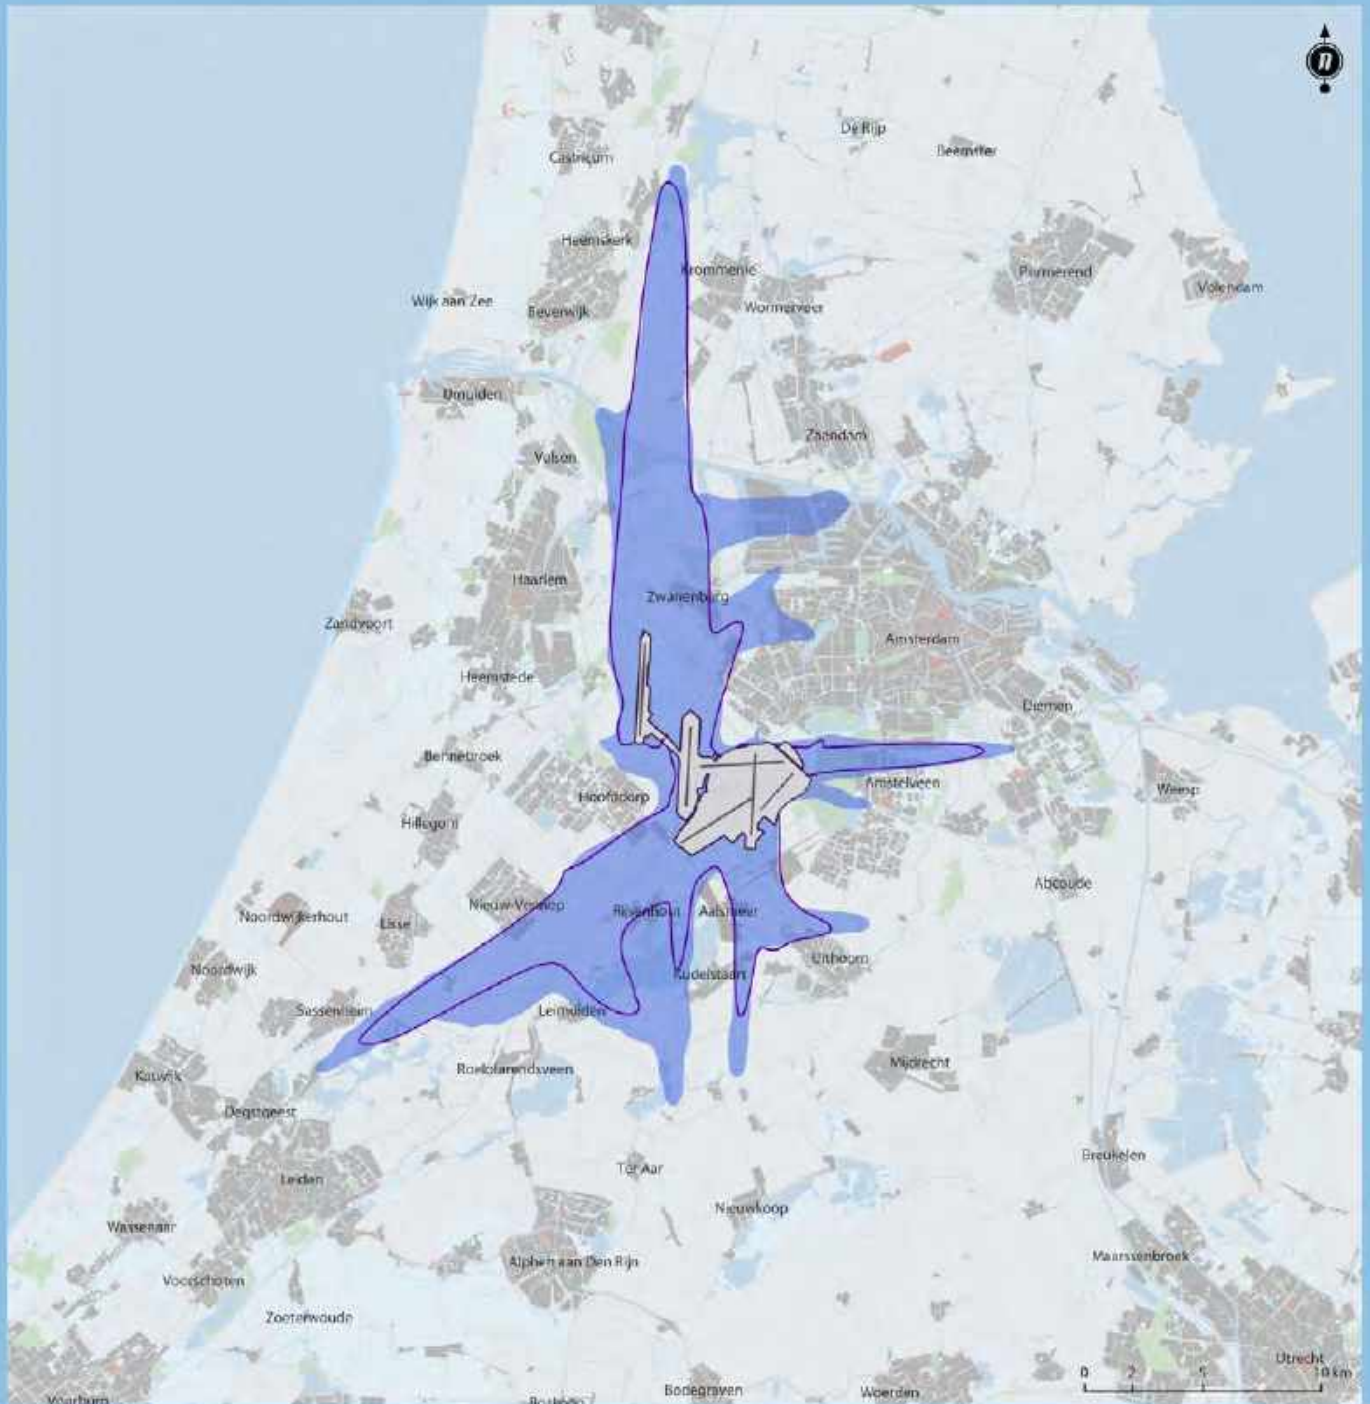 n
De Rijp
Beemster
Castricum
Heemskerk
Krommenie
Purmerend
Volendam
Wijk aan Zee
Beverwijk
Wormerveer
IJmuiden
Zaandam
Velsen
Haarlem
Zwanenburg
Zandvoort
Amsterdam
Heemstede
Diemen
Bennebroek
Amstelveen
Weesp
Hoofddorp
Hillegom
Abcoude
Nieuw-Vennep
Rijsenhout
Aalsmeer
Noordwijkerhout
Lisse
Uithoorn
Noordwijk
Kudelstaart
Sassenheim
Leimuiden
Mijdrecht
Roelofarendsveen
Katwijk
Oegstgeest
Breukelen
Ter Aar
Leiden
Nieuwkoop
Wassenaar
Maarssenbroek
Alphen aan Den Rijn
Voorschoten
Zoeterwoude
Utrecht
0 2 5 10 km
Bodegraven
Woerden
Voorburg